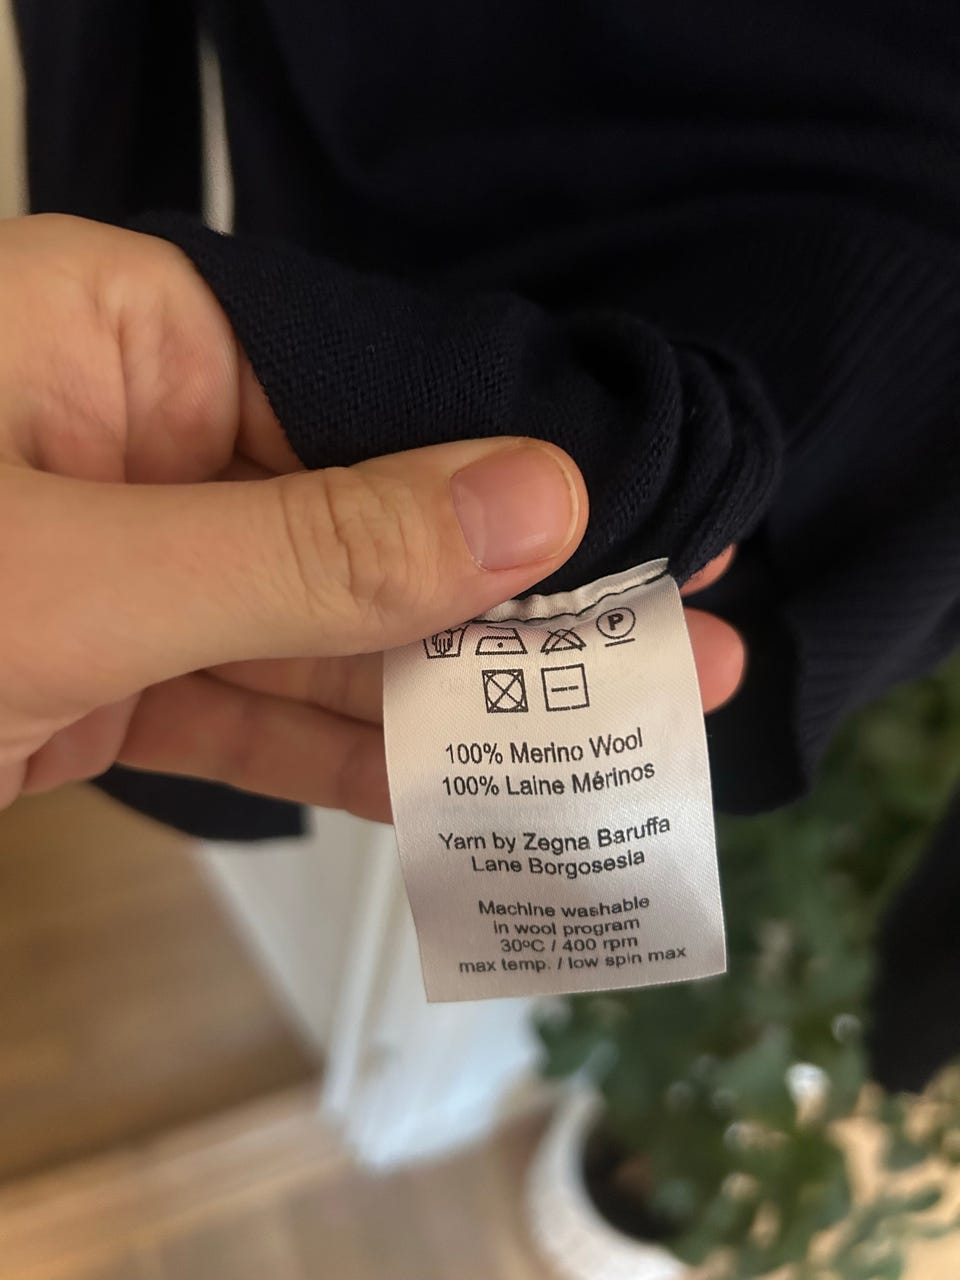 P
100% Merino Wool
100% Laine Mérinos
Yarn by Zegna Baruffa
Lane Borgosesia
Machine washable
in wool program
30ºC / 400 rpm
max temp. / low spin max